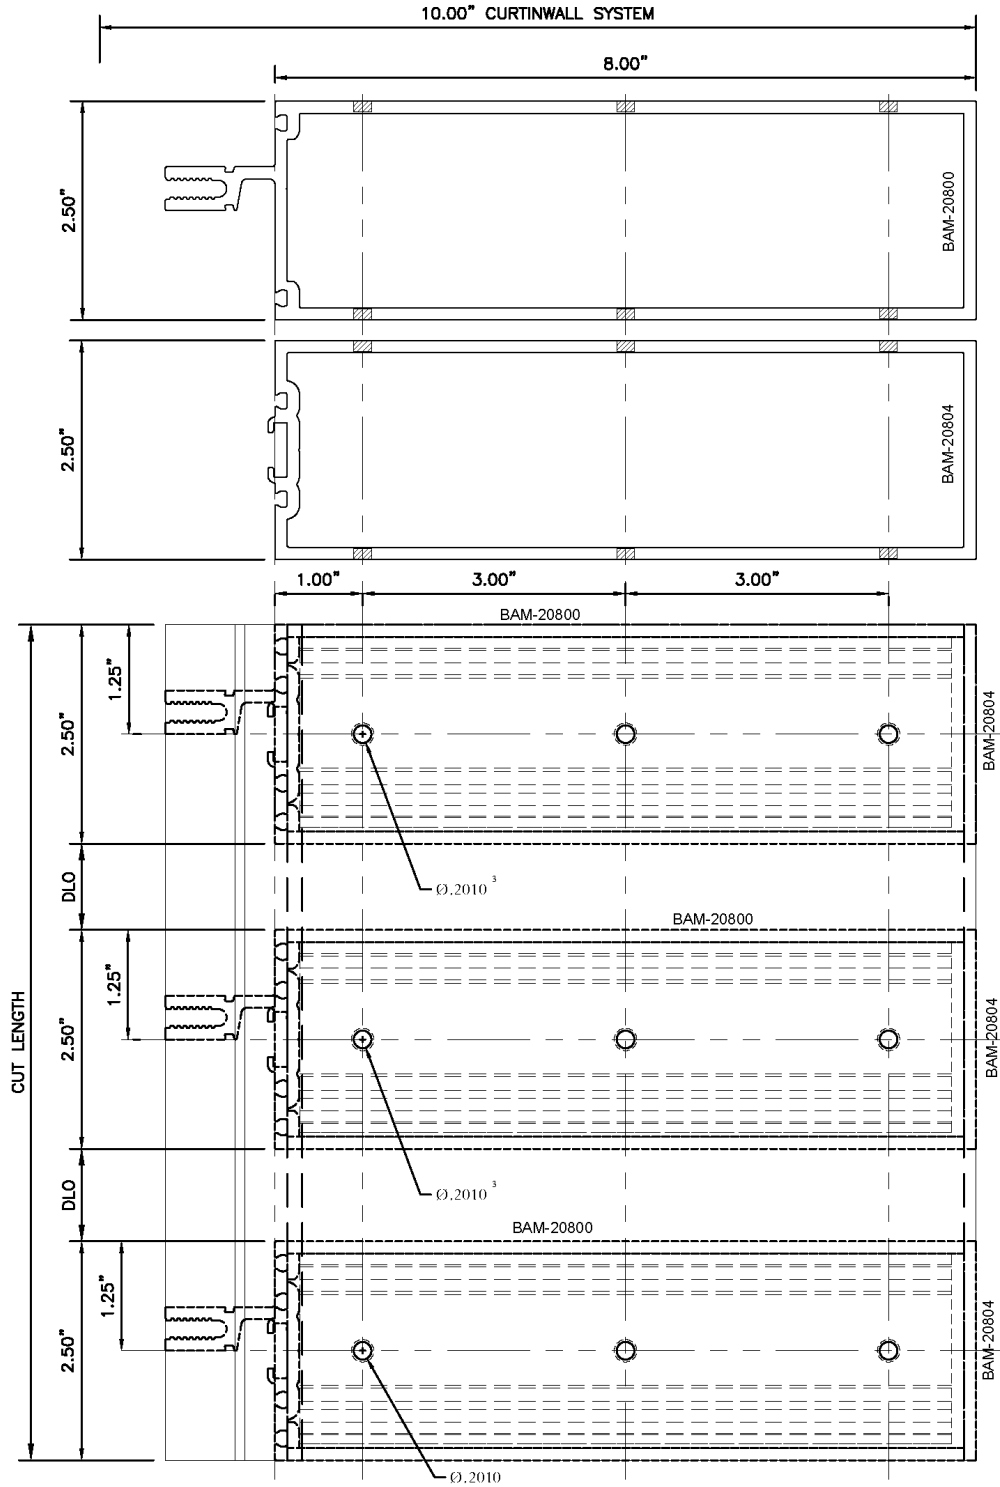 10.00" CURTINWALL SYSTEM
8.00"
2.50"
BAM-20800
2.50"
BAM-20804
1.00"
3.00"
3.00"
BAM-20800
1.25"
2.50"
BAM-20804
Ø.2010 3
DLO
BAM-20800
1.25"
2.50"
BAM-20804
CUT LENGTH
Ø.2010 3
DLO
BAM-20800
1.25"
2.50"
BAM-20804
Ø.2010